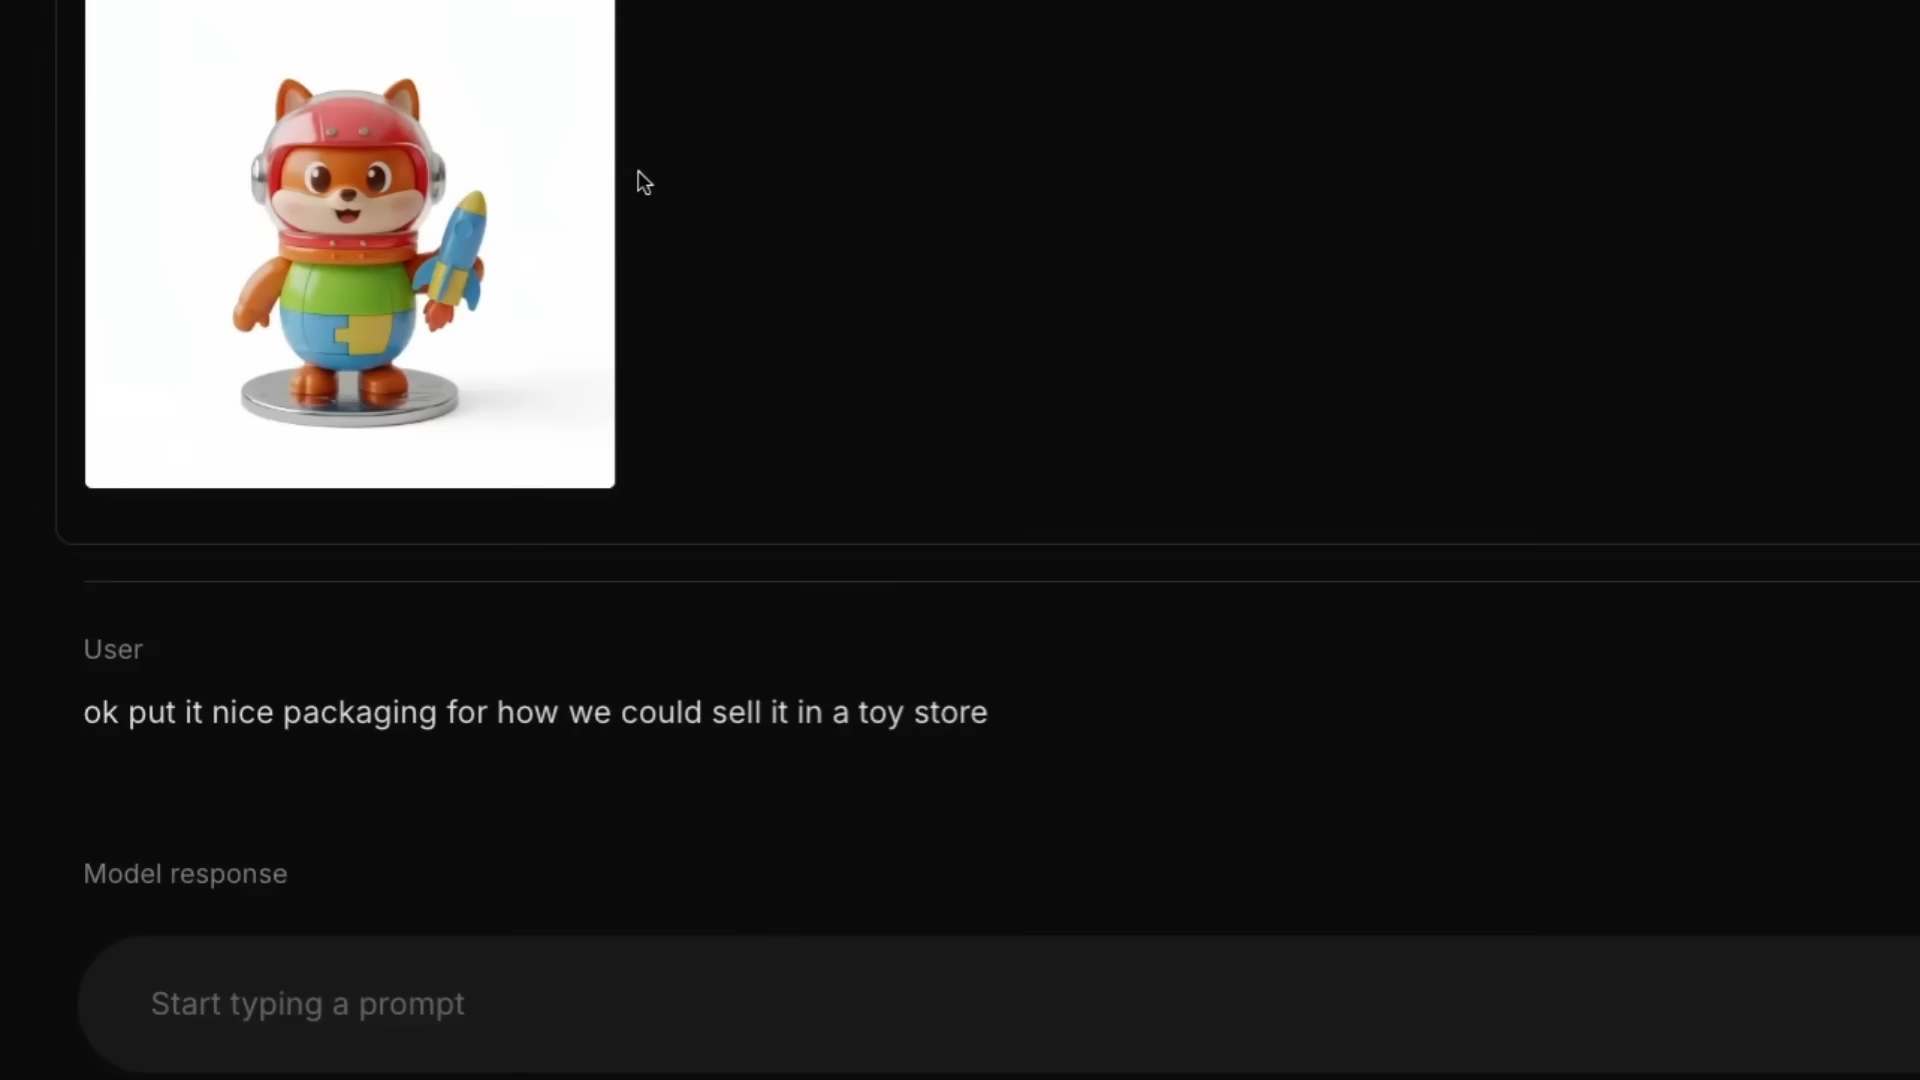 User
ok put it nice packaging for how we could sell it in a toy store
Model response
Start typing a prompt